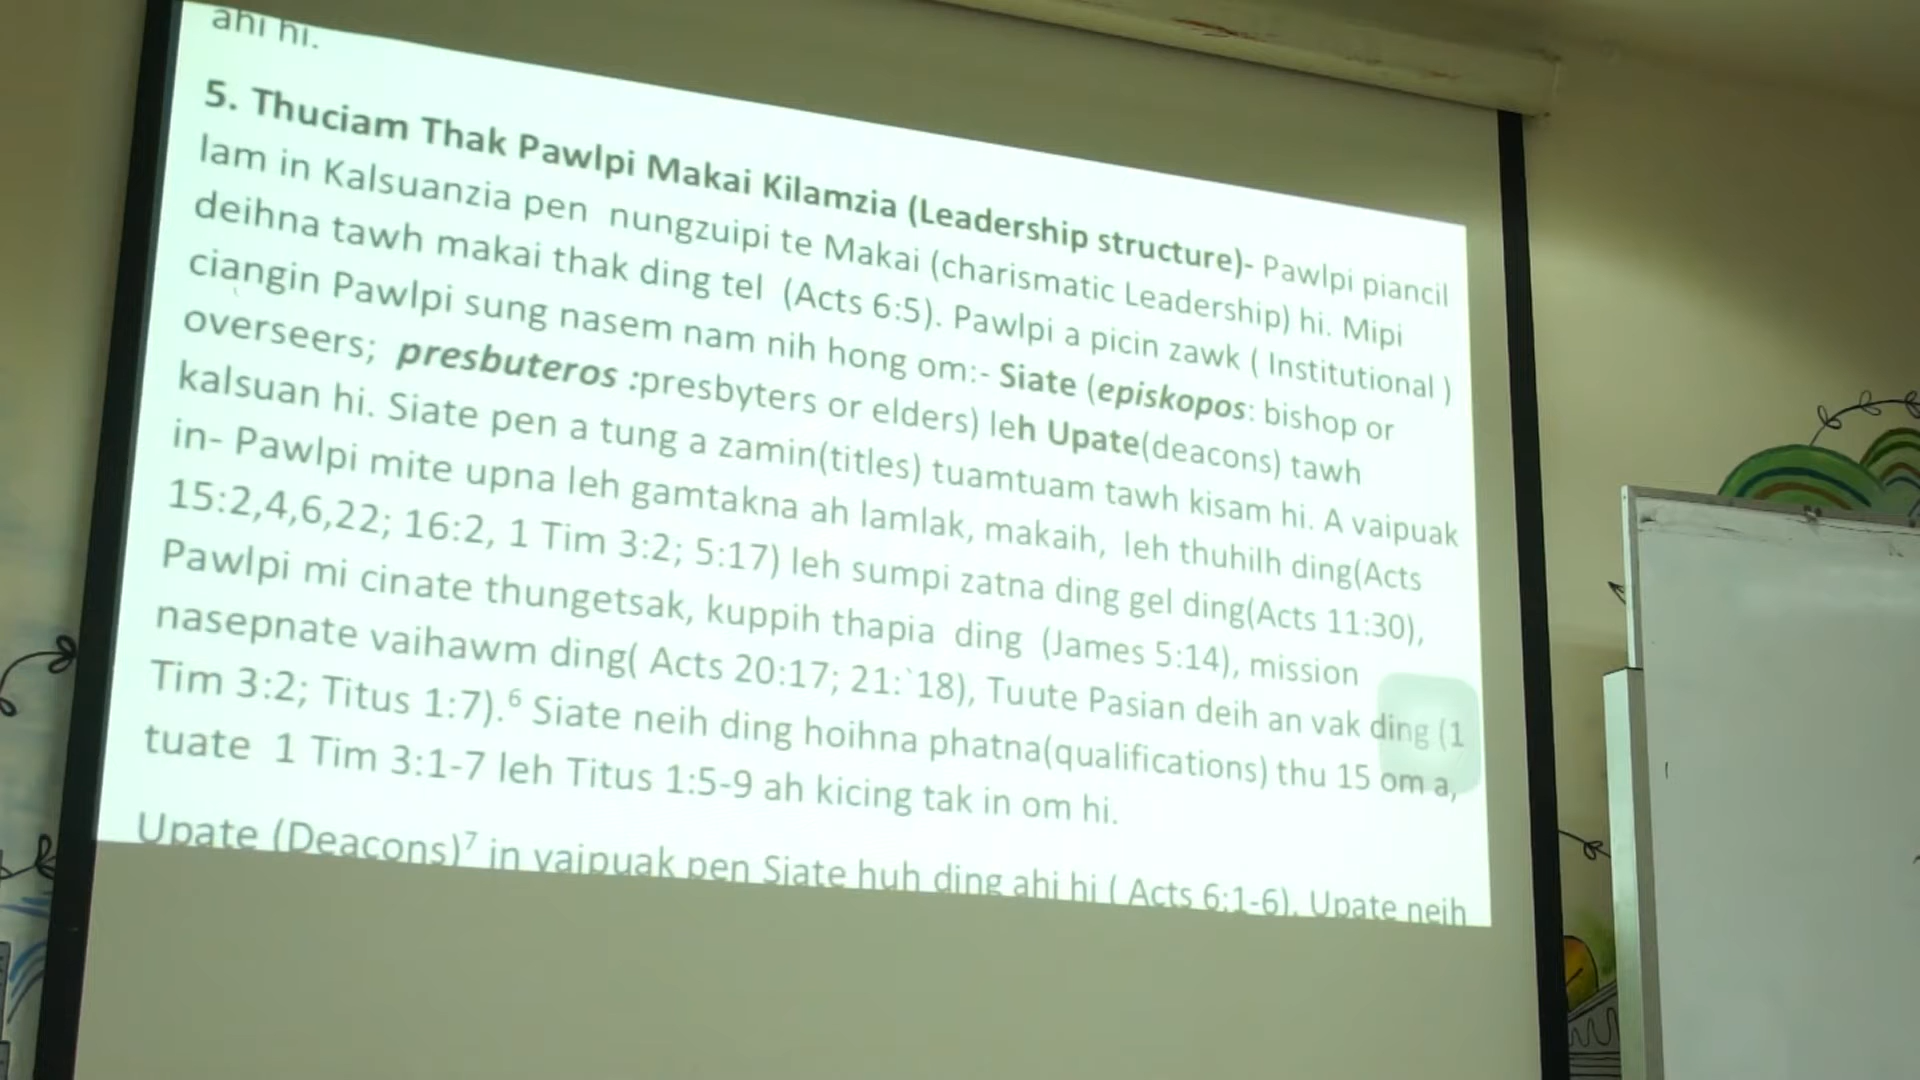 ahi hi.
5. Thuciam Thak Pawlpi Makai Kilamzia (Leadership structure)- Pawlpi piancil
lam in Kalsuanzia pen nungzuipi te Makai (charismatic Leadership) hi. Mipi
deihna tawh makai thak ding tel (Acts 6:5). Pawlpi a picin zawk ( Institutional )
ciangin Pawlpi sung nasem nam nih hong om:- Siate (episkopos: bishop or
overseers; presbuteros :presbyters or elders) leh Upate(deacons) tawh
kalsuan hi. Siate pen a tung a zamin(titles) tuamtuam tawh kisam hi. A vaipuak
in- Pawlpi mite upna leh gamtakna ah lamlak, makaih, leh thuhilh ding(Acts
15:2,4,6,22; 16:2, 1 Tim 3:2; 5:17) leh sumpi zatna ding gel ding(Acts 11:30),
Pawlpi mi cinate thungetsak, kuppih thapia ding (James 5:14), mission
nasepnate vaihawm ding( Acts 20:17; 21:`18), Tuute Pasian deih an vak ding (1
Tim 3:2; Titus 1:7).⁶ Siate neih ding hoihna phatna(qualifications) thu 15 om a,
tuate 1 Tim 3:1-7 leh Titus 1:5-9 ah kicing tak in om hi.
Upate (Deacons)⁷ in vaipuak pen Siate huh ding ahi hi ( Acts 6:1-6). Upate neih